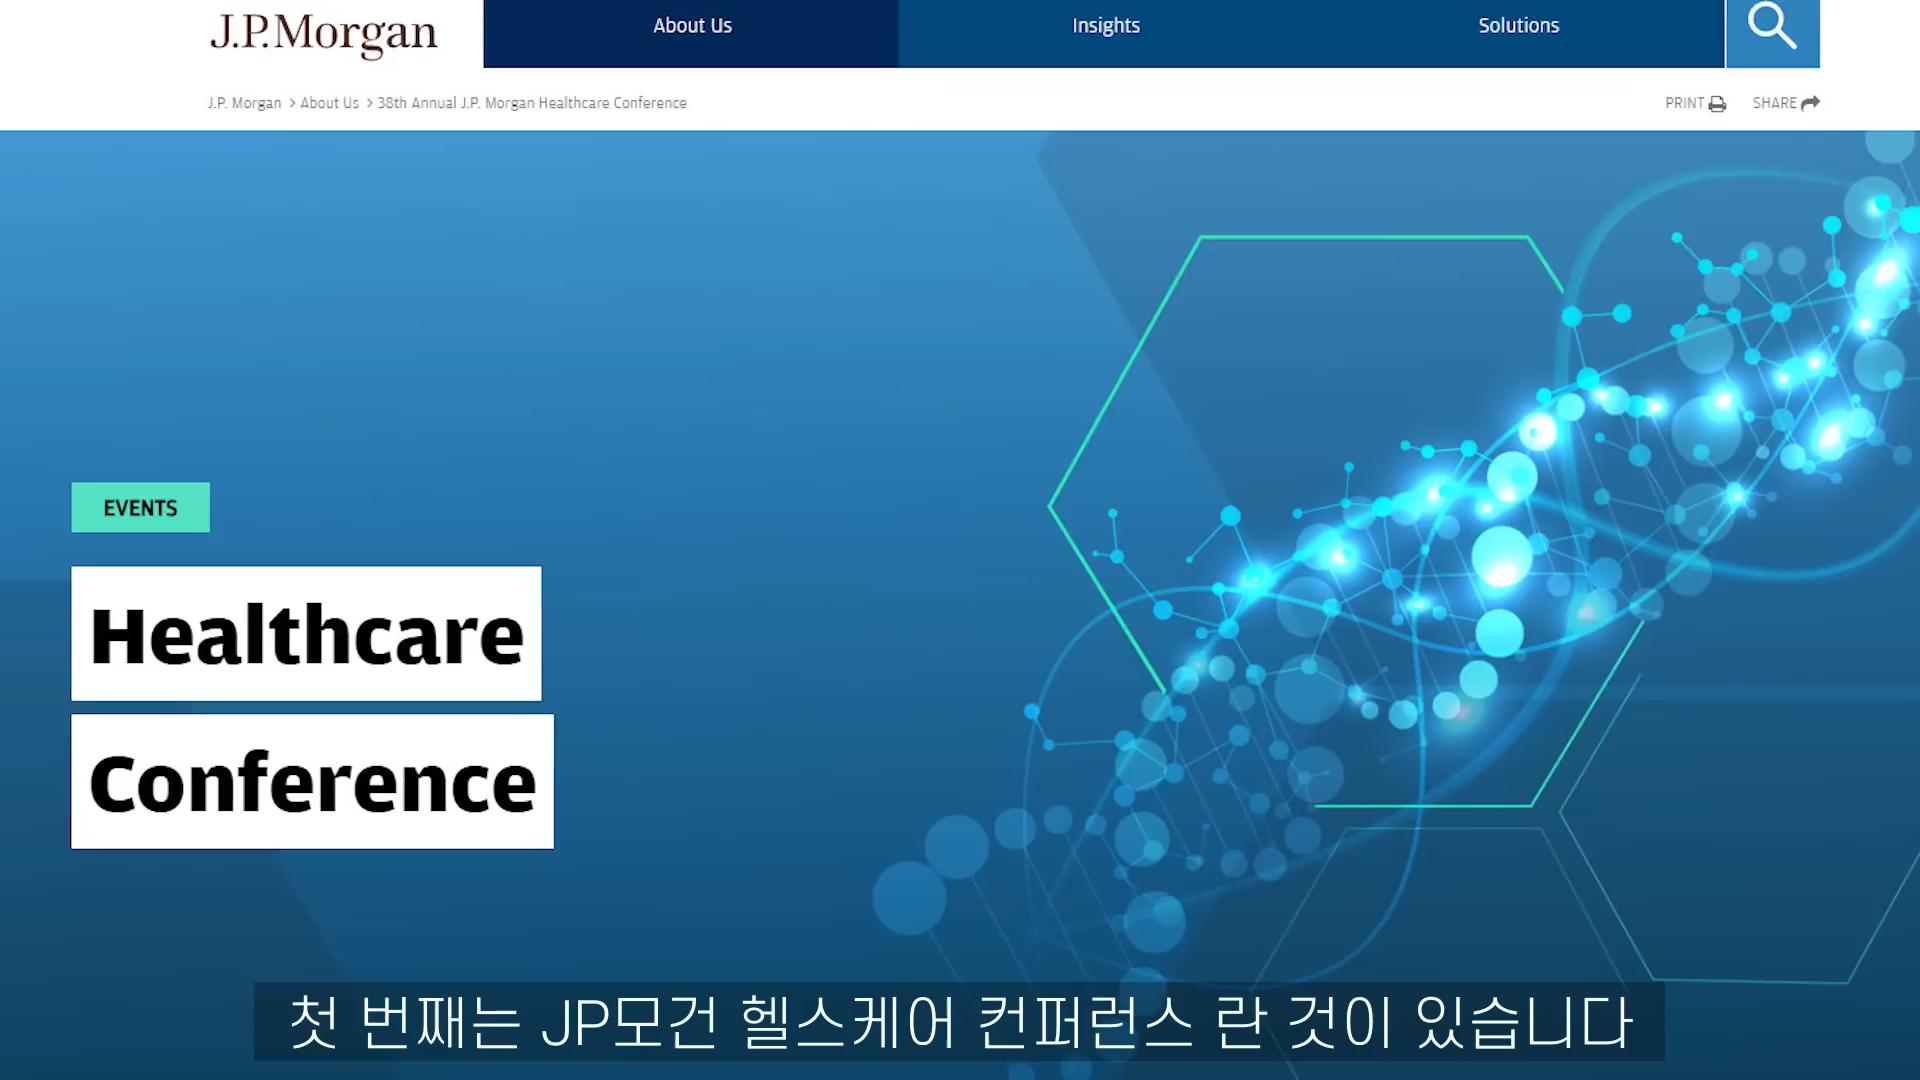 J.P.Morgan
About Us
Insights
Solutions
J.P. Morgan > About Us > 38th Annual J.P. Morgan Healthcare Conference
PRINT
SHARE
EVENTS
Healthcare
Conference
첫 번째는 JP모건 헬스케어 컨퍼런스 란 것이 있습니다